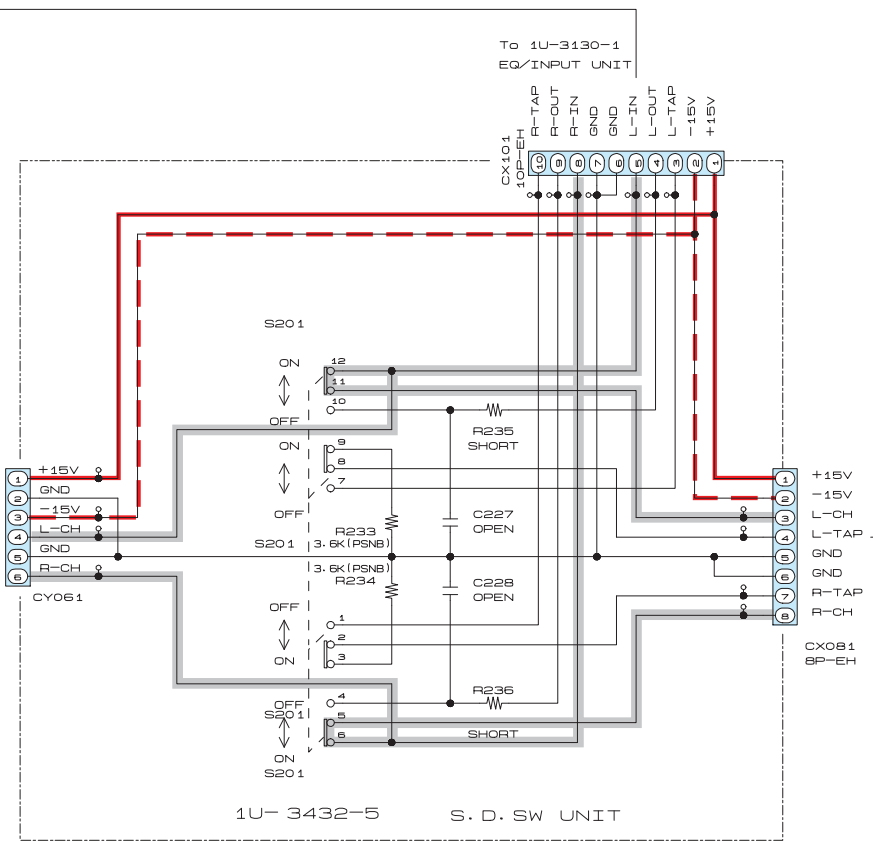 To 1U-3130-1
EQ/INPUT UNIT
R-TAP
R-OUT
R-IN
GND
GND
L-IN
L-OUT
L-TAP
-15V
+15V
CX101
10P-EH
10
9
8
7
6
5
4
3
2
1
S201
ON
12
11
10
OFF
R235
SHORT
ON
9
8
7
OFF
+15V
1
GND
2
-15V
3
L-CH
4
GND
5
R-CH
6
CY061
R233
3.6K(PSNB)
S201
3.6K(PSNB)
R234
C227
OPEN
C228
OPEN
1
+15V
2
-15V
3
L-CH
4
L-TAP
5
GND
6
GND
7
R-TAP
8
R-CH
CX081
8P-EH
OFF
1
2
3
ON
4
OFF
S201
5
6
ON
S201
R236
SHORT
1U-3432-5
S.D.SW UNIT